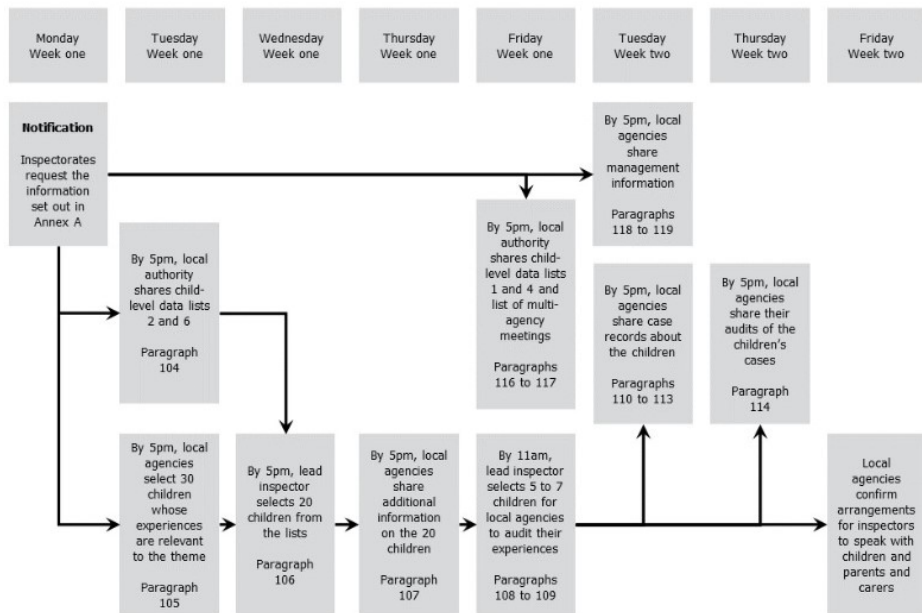 Monday
Week one
Tuesday
Week one
Wednesday
Week one
Thursday
Week one
Friday
Week one
Tuesday
Week two
Thursday
Week two
Friday
Week two
Notification
Inspectorates
request the
information
set out in
Annex A
By 5pm, local
agencies
share
management
information
Paragraphs
118 to 119
By 5pm, local
authority
shares child-
level data lists
2 and 6
Paragraph
104
By 5pm, local
authority
shares child-
level data lists
1 and 4 and
list of multi-
agency
meetings
Paragraphs
116 to 117
By 5pm, local
agencies
share case
records about
the children
Paragraphs
110 to 113
By 5pm, local
agencies
share their
audits of the
children's
cases
Paragraph
114
By 5pm, local
agencies
select 30
children
whose
experiences
are relevant
to the theme
Paragraph
105
By 5pm, lead
inspector
selects 20
children from
the lists
Paragraph
106
By 5pm, local
agencies
share
additional
information
on the 20
children
Paragraph
107
By 11am,
lead inspector
selects 5 to 7
children for
local agencies
to audit their
experiences
Paragraphs
108 to 109
Local
agencies
confirm
arrangements
for inspectors
to speak with
children and
parents and
carers